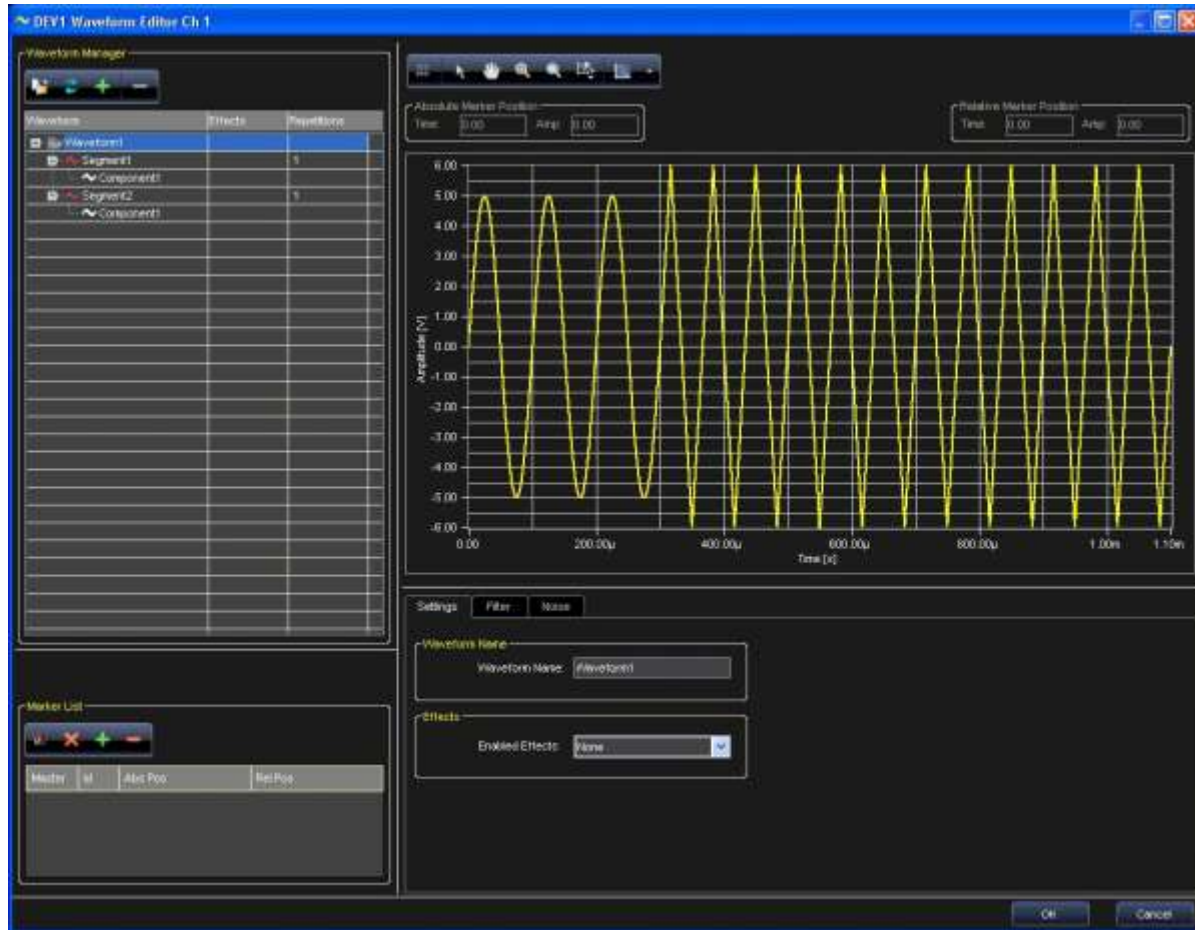 DEV1 Waveform Editor Ch 1
Waveform Manager
Waveform Effects Repetitions
Waveform1
Segment1 1
Component1
Segment2 1
Component1
Absolute Marker Position
Time: 0.00 Amp: 0.00
Relative Marker Position
Time: 0.00 Amp: 0.00
6.00
5.00
4.00
3.00
2.00
1.00
0.00
-1.00
-2.00
-3.00
-4.00
-5.00
-6.00
Amplitude [V]
0.00 200.00µ 400.00µ 600.00µ 800.00µ 1.00m 1.10m
Time [s]
Settings Filter Noise
Waveform Name
Waveform Name: Waveform1
Effects
Enabled Effects: None
Marker List
Master Id Abs Pos Rel Pos
OK Cancel